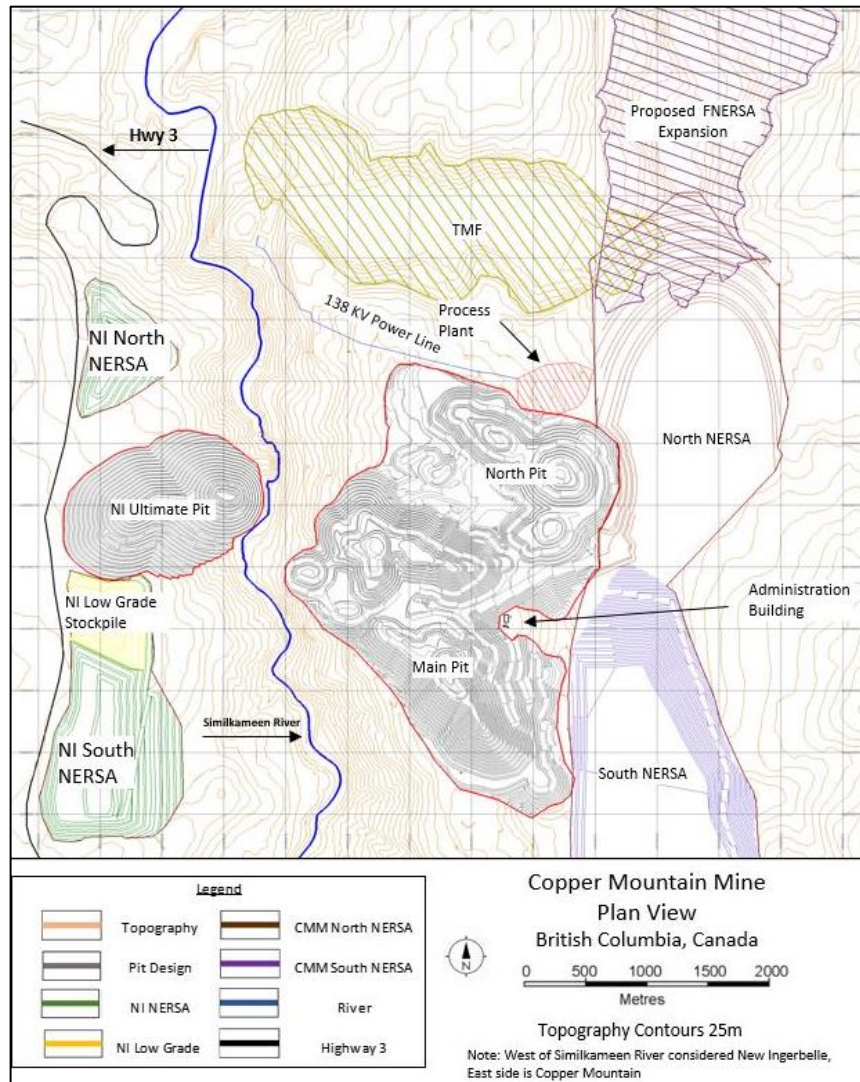 Hwy 3
Proposed FNERSA
Expansion
TMF
138 KV Power Line
Process
Plant
NI North
NERSA
North NERSA
North Pit
NI Ultimate Pit
NI Low Grade
Stockpile
Administration
Building
Main Pit
Similkameen River
NI South
NERSA
South NERSA
Legend
Topography
CMM North NERSA
Pit Design
CMM South NERSA
NI NERSA
River
NI Low Grade
Highway 3
Copper Mountain Mine
Plan View
British Columbia, Canada
N
0 500 1000 1500 2000
Metres
Topography Contours 25m
Note: West of Similkameen River considered New Ingerbelle,
East side is Copper Mountain